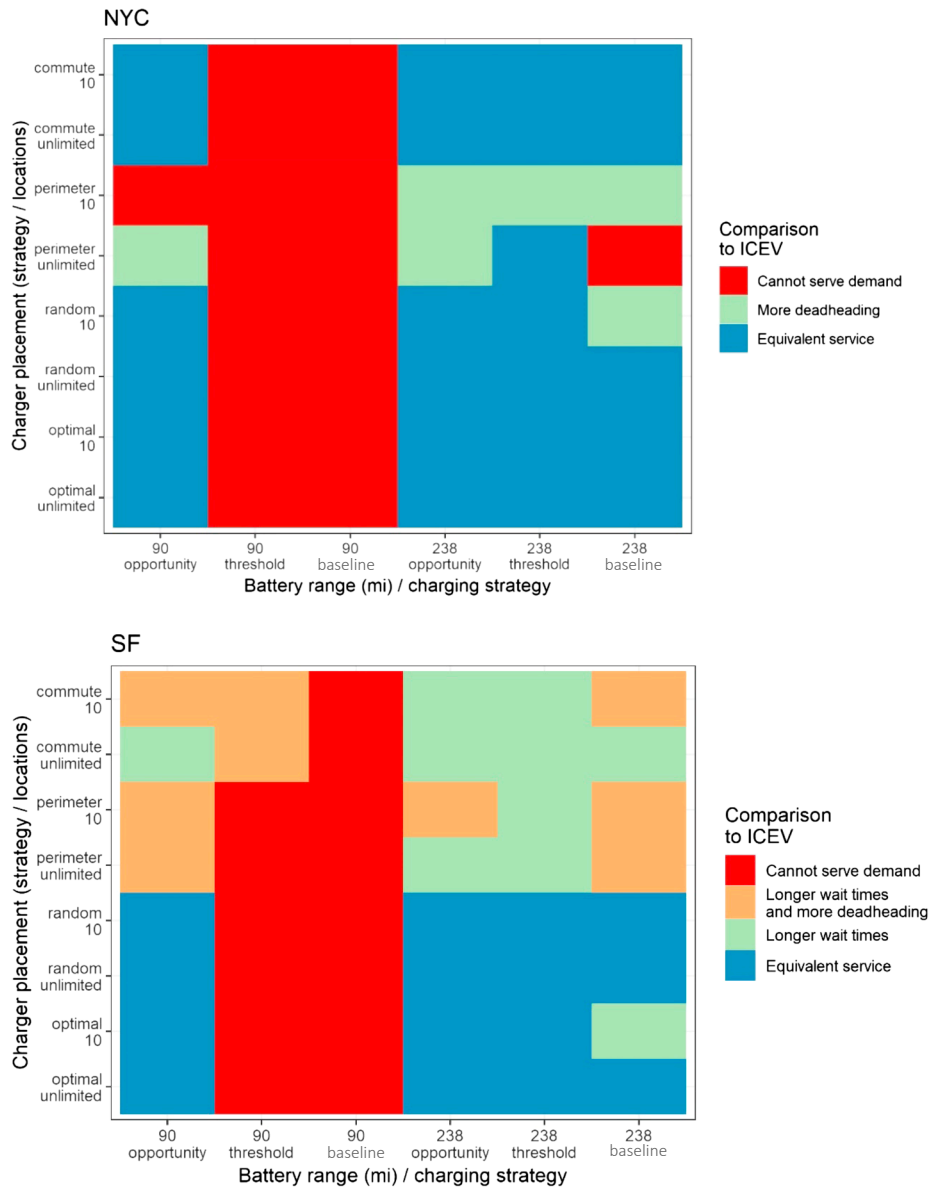 NYC
Charger placement (strategy / locations)
commute
10
commute
unlimited
perimeter
10
perimeter
unlimited
random
10
random
unlimited
optimal
10
optimal
unlimited
90
opportunity
90
threshold
90
baseline
238
opportunity
238
threshold
238
baseline
Battery range (mi) / charging strategy
Comparison
to ICEV
Cannot serve demand
More deadheading
Equivalent service
SF
Charger placement (strategy / locations)
commute
10
commute
unlimited
perimeter
10
perimeter
unlimited
random
10
random
unlimited
optimal
10
optimal
unlimited
90
opportunity
90
threshold
90
baseline
238
opportunity
238
threshold
238
baseline
Battery range (mi) / charging strategy
Comparison
to ICEV
Cannot serve demand
Longer wait times
and more deadheading
Longer wait times
Equivalent service